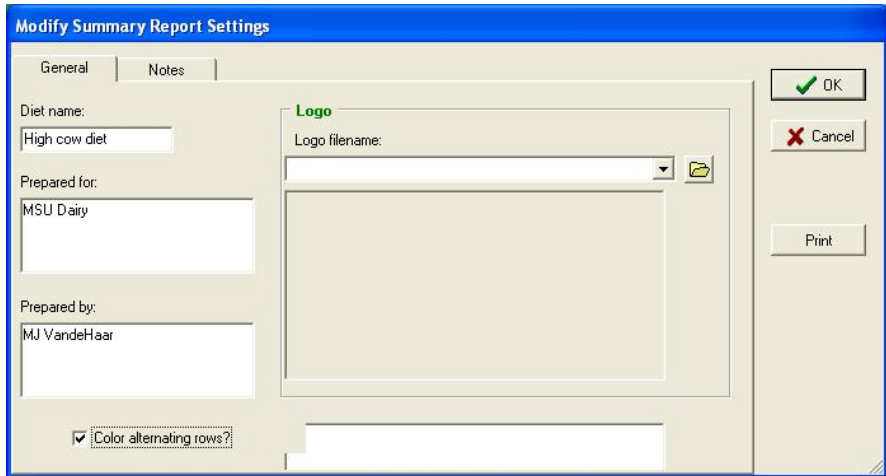 Modify Summary Report Settings
General
Notes
Diet name:
High cow diet
Prepared for:
MSU Dairy
Prepared by:
MJ VandeHaar
Color alternating rows?
Logo
Logo filename:
OK
Cancel
Print